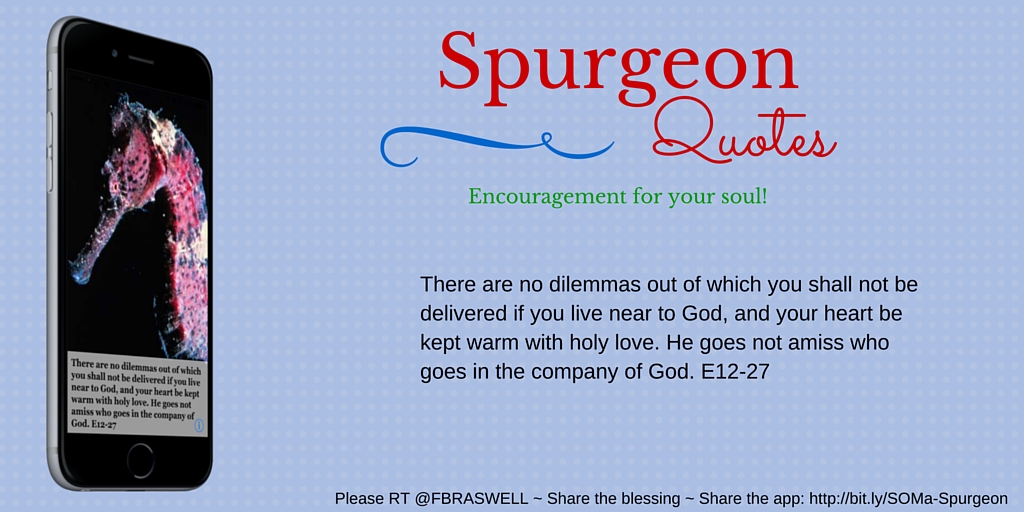 Spurgeon
Quotes
Encouragement for your soul!
There are no dilemmas out of which you shall not be
delivered if you live near to God, and your heart be
kept warm with holy love. He goes not amiss who
goes in the company of God. E12-27
There are no dilemmas out of which
you shall not be delivered if you live
near to God, and your heart be kept
warm with holy love. He goes not
amiss who goes in the company of
God. E12-27
Please RT @FBRASWELL ~ Share the blessing ~ Share the app: http://bit.ly/SOMa-Spurgeon